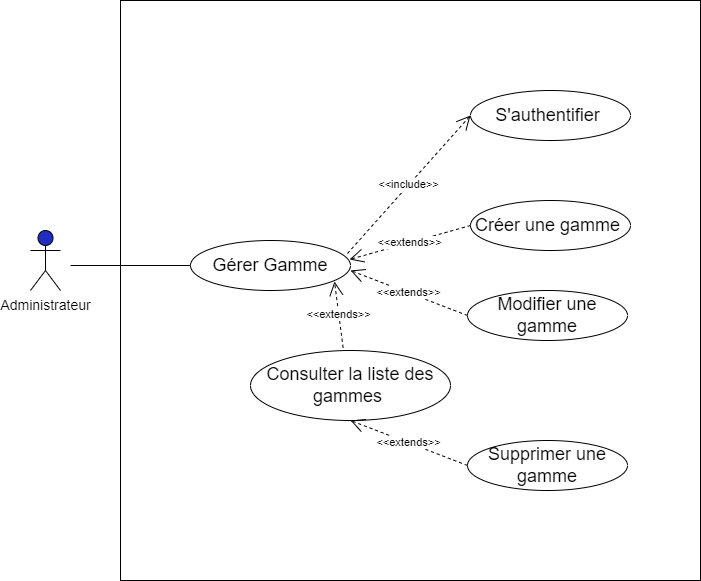 S'authentifier
<<include>>
Créer une gamme
<<extends>>
Gérer Gamme
<<extends>>
Modifier une
gamme
Administrateur
<<extends>>
Consulter la liste des
gammes
<<extends>>
Supprimer une
gamme